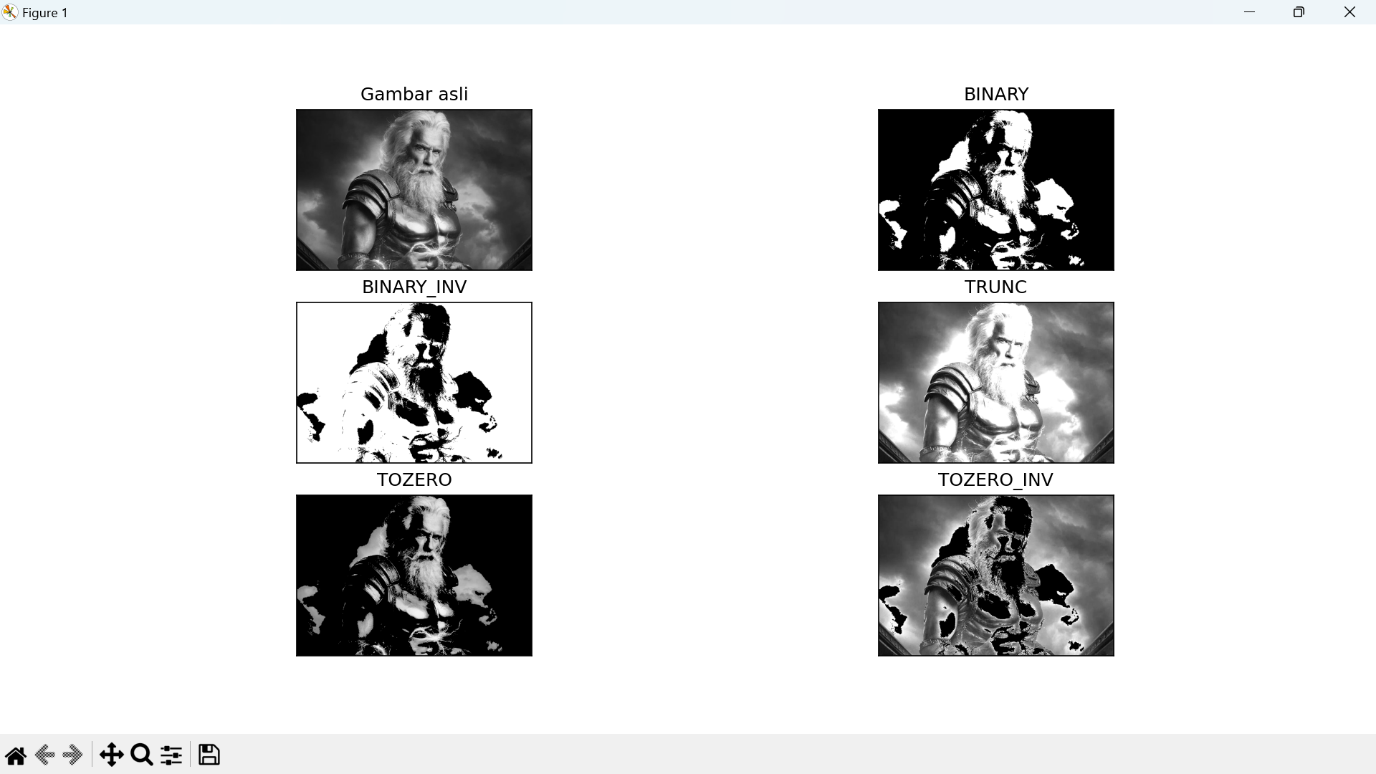 Figure 1
Gambar asli
BINARY
BINARY_INV
TRUNC
TOZERO
TOZERO_INV